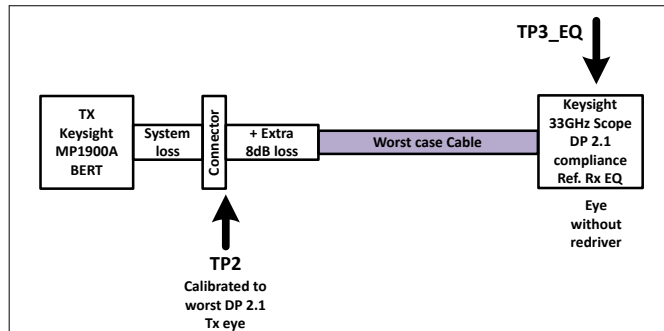 TP3_EQ
TX
Keysight
MP1900A
BERT
System
loss
Connector
+ Extra
8dB loss
Worst case Cable
Keysight
33GHz Scope
DP 2.1
compliance
Ref. Rx EQ
Eye
without
redriver
TP2
Calibrated to
worst DP 2.1
Tx eye